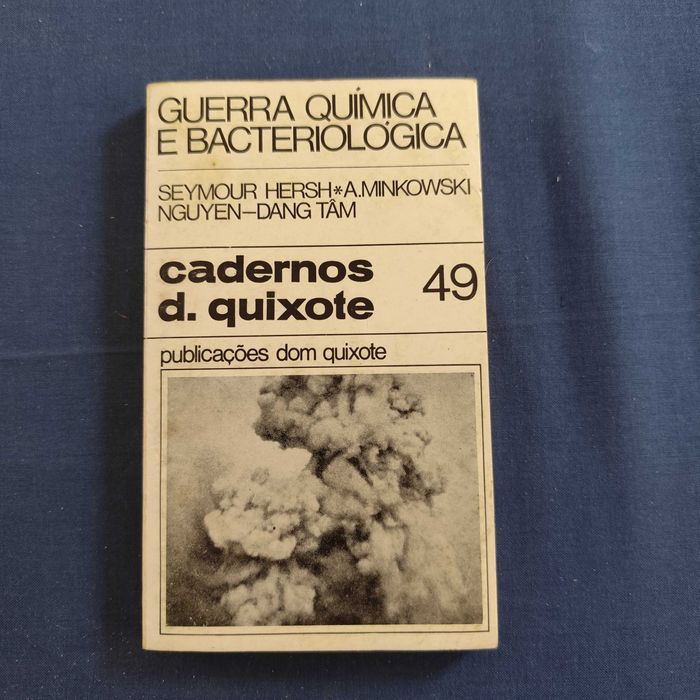 GUERRA QUÍMICA
E BACTERIOLÓGICA
SEYMOUR HERSH*A.MINKOWSKI
NGUYEN-DANG TÂM
cadernos
d. quixote
49
publicações dom quixote